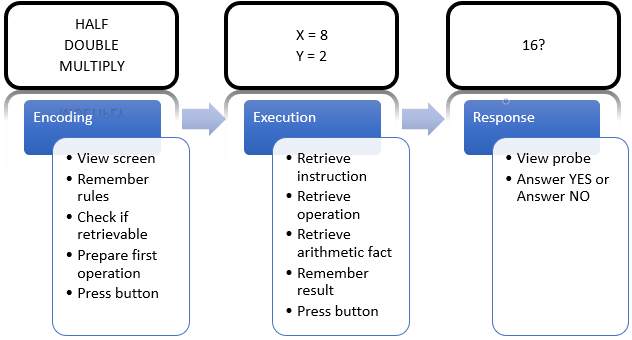 HALF
DOUBLE
MULTIPLY
X = 8
Y = 2
16?
Encoding
• View screen
• Remember
rules
• Check if
retrievable
• Prepare first
operation
• Press button
Execution
• Retrieve
instruction
• Retrieve
operation
• Retrieve
arithmetic fact
• Remember
result
• Press button
Response
• View probe
• Answer YES or
Answer NO